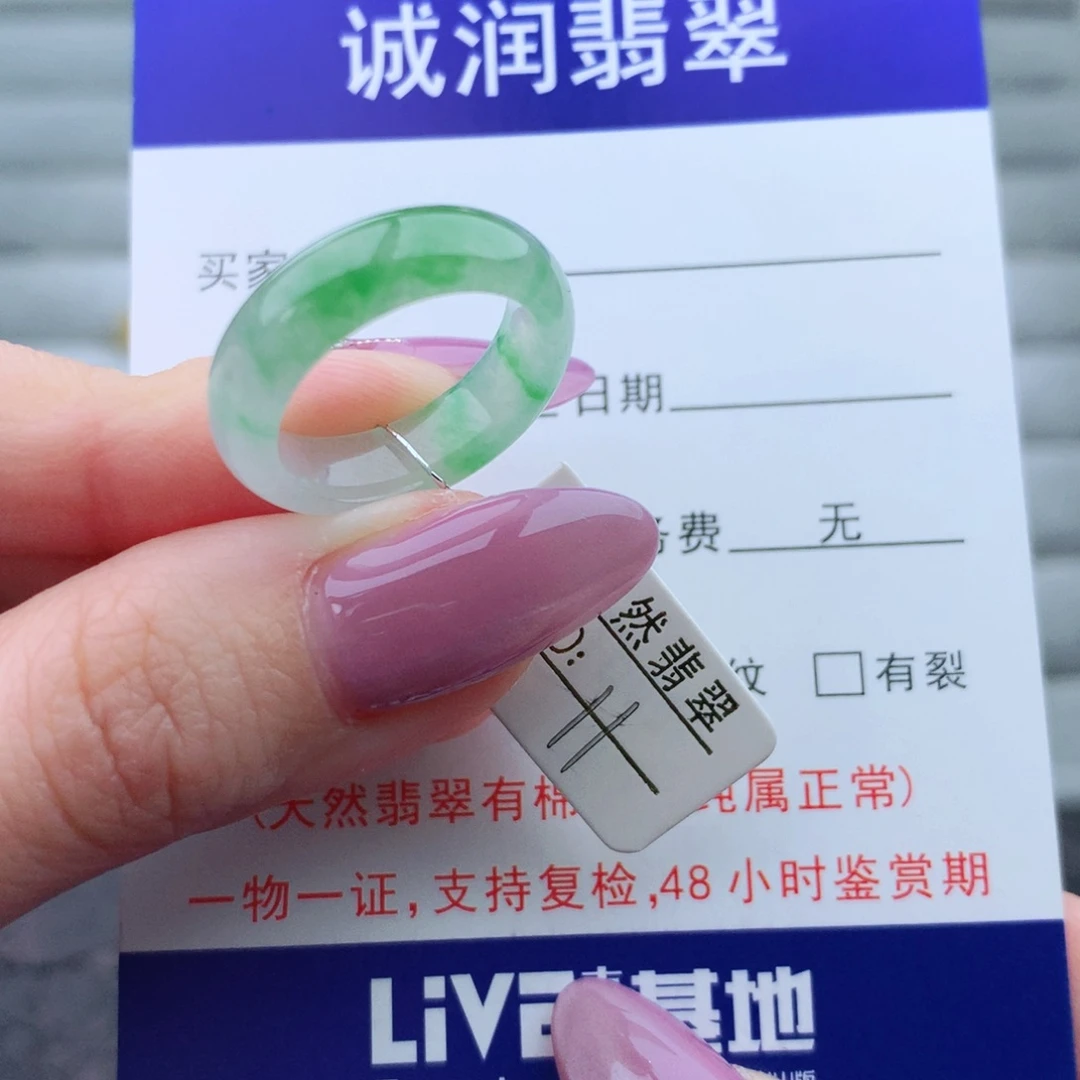 诚润翡翠
买家
日期
费 无
然翡翠
):
11
纹 □有裂
(天然翡翠有棉 纯属正常)
一物一证,支持复检,48小时鉴赏期
LiVE 基地